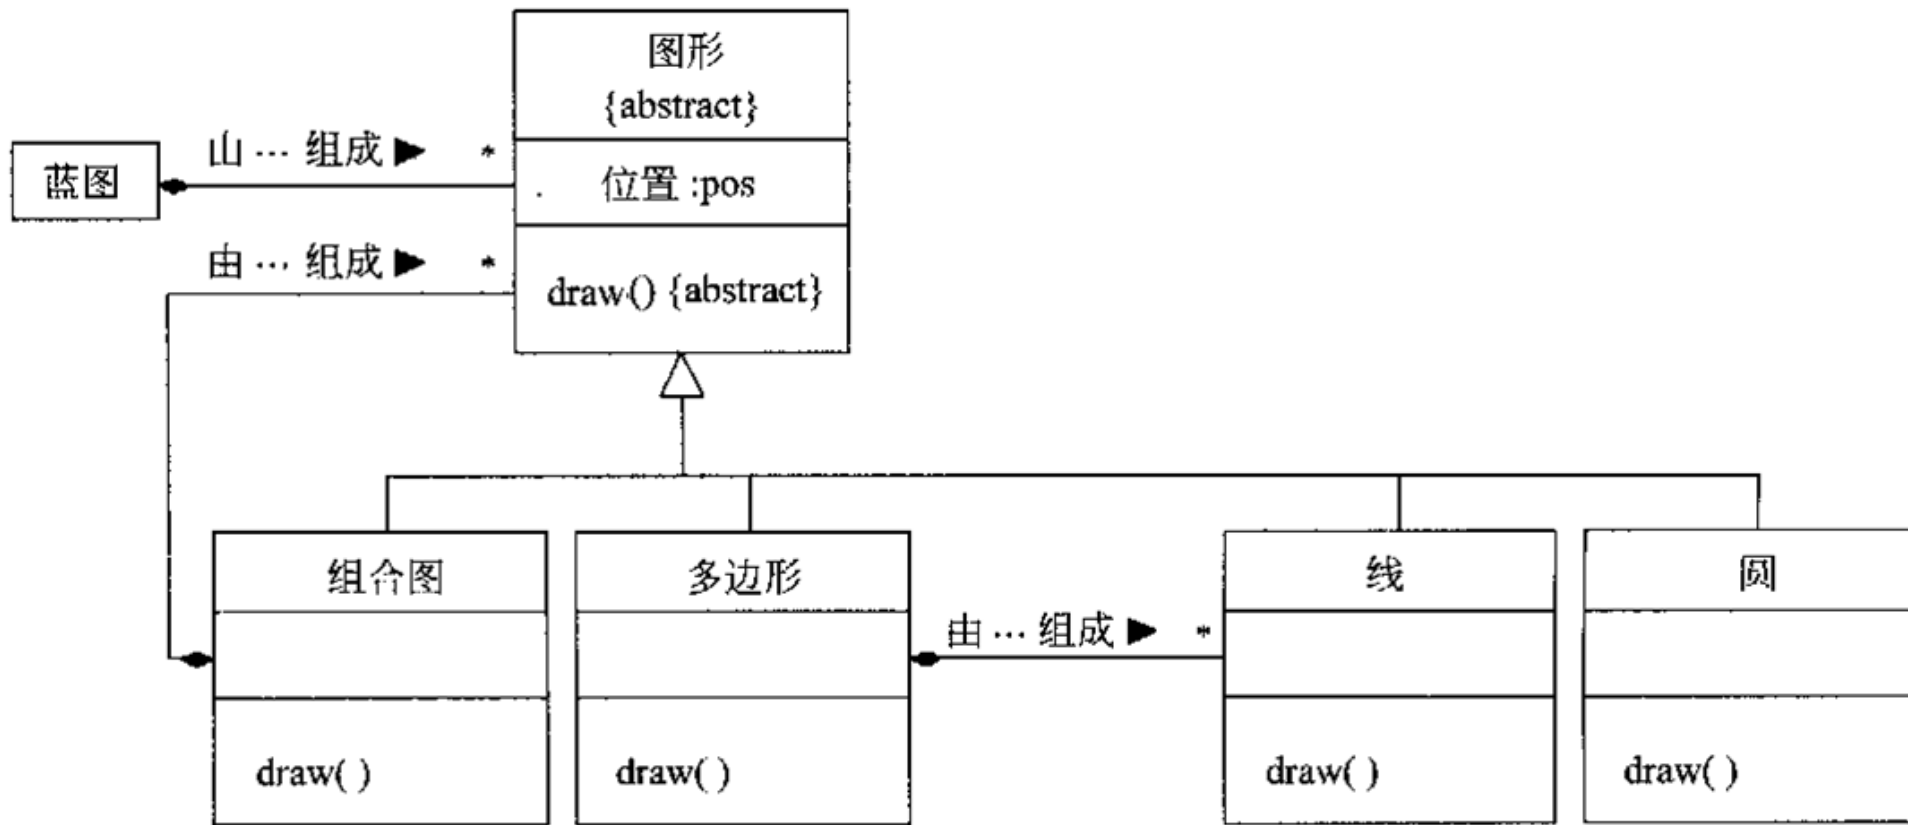 图形
{abstract}
位置 :pos
draw() {abstract}
蓝图
山 … 组成 ▶ *
由 … 组成 ▶ *
组合图
draw( )
多边形
draw( )
由 … 组成 ▶ *
线
draw( )
圆
draw( )